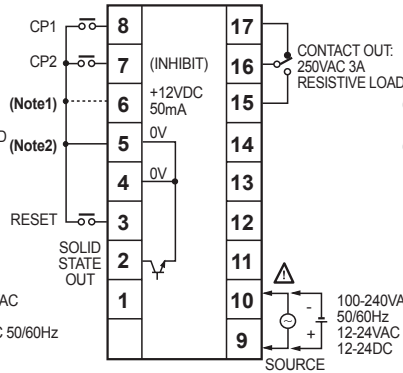 CP1
8
17
CP2
7
(INHIBIT)
16
CONTACT OUT:
250VAC 3A
RESISTIVE LOAD
(Note1)
6
+12VDC
50mA
15
(Note2)
5
0V
14
4
0V
13
RESET
3
12
SOLID
STATE
OUT
2
11
1
10
-
100-240VA
50/60Hz
AC
C 50/60Hz
9
+
12-24VAC
12-24DC
SOURCE